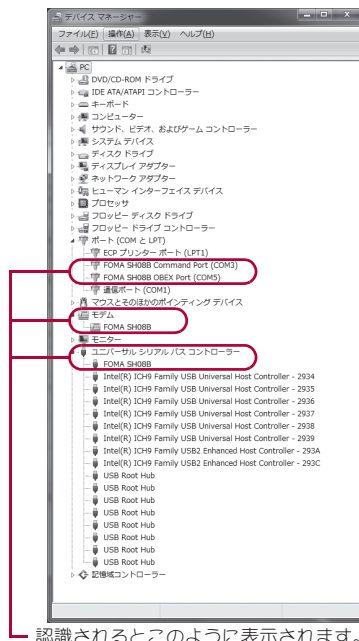 デバイス マネージャー
ファイル(F) 操作(A) 表示(V) ヘルプ(H)
PC
DVD/CD-ROM ドライブ
IDE ATA/ATAPI コントローラー
キーボード
コンピューター
サウンド、ビデオ、およびゲーム コントローラー
システム デバイス
ディスク ドライブ
ディスプレイ アダプター
ネットワーク アダプター
ヒューマン インターフェイス デバイス
プロセッサ
フロッピー ディスク ドライブ
フロッピー ドライブ コントローラー
ポート (COM と LPT)
ECP プリンター ポート (LPT1)
FOMA SH08B Command Port (COM3)
FOMA SH08B OBEX Port (COM5)
通信ポート (COM1)
マウスとそのほかのポインティング デバイス
モデム
FOMA SH08B
モニター
ユニバーサル シリアル バス コントローラー
FOMA SH08B
Intel(R) ICH9 Family USB Universal Host Controller - 2934
Intel(R) ICH9 Family USB Universal Host Controller - 2935
Intel(R) ICH9 Family USB Universal Host Controller - 2936
Intel(R) ICH9 Family USB Universal Host Controller - 2937
Intel(R) ICH9 Family USB Universal Host Controller - 2938
Intel(R) ICH9 Family USB Universal Host Controller - 2939
Intel(R) ICH9 Family USB2 Enhanced Host Controller - 293A
Intel(R) ICH9 Family USB2 Enhanced Host Controller - 293C
USB Root Hub
USB Root Hub
USB Root Hub
USB Root Hub
USB Root Hub
USB Root Hub
USB Root Hub
USB Root Hub
記憶域コントローラー
認識されるとこのように表示されます。